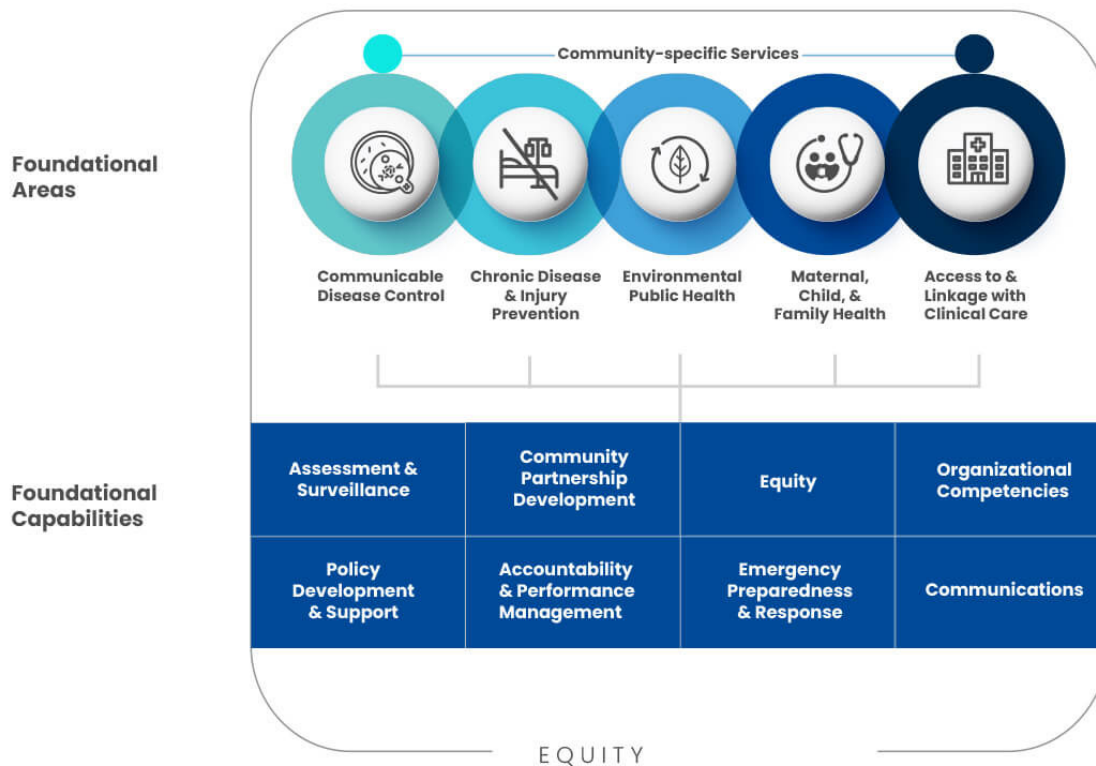 Community-specific Services
Foundational
Areas
Communicable
Disease Control
Chronic Disease
& Injury
Prevention
Environmental
Public Health
Maternal,
Child, &
Family Health
Access to &
Linkage with
Clinical Care
Foundational
Capabilities
Assessment &
Surveillance
Community
Partnership
Development
Equity
Organizational
Competencies
Policy
Development
& Support
Accountability
& Performance
Management
Emergency
Preparedness
& Response
Communications
EQUITY